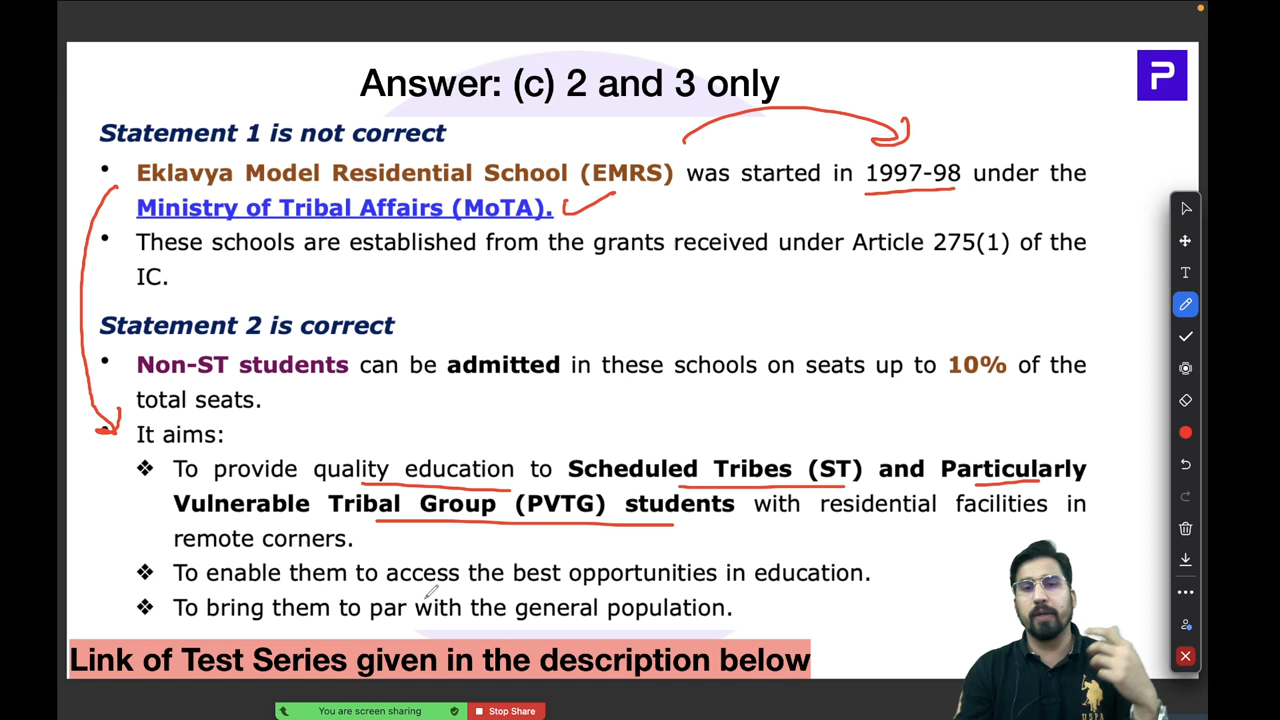 Answer: (c) 2 and 3 only
P
Statement 1 is not correct
• Eklavya Model Residential School (EMRS) was started in 1997-98 under the
Ministry of Tribal Affairs (MoTA).
• These schools are established from the grants received under Article 275(1) of the
IC.
Statement 2 is correct
• Non-ST students can be admitted in these schools on seats up to 10% of the
total seats.
• It aims:
❖ To provide quality education to Scheduled Tribes (ST) and Particularly
Vulnerable Tribal Group (PVTG) students with residential facilities in
remote corners.
❖ To enable them to access the best opportunities in education.
❖ To bring them to par with the general population.
Link of Test Series given in the description below
T
U.S. POLO ASSN
You are screen sharing
Stop Share